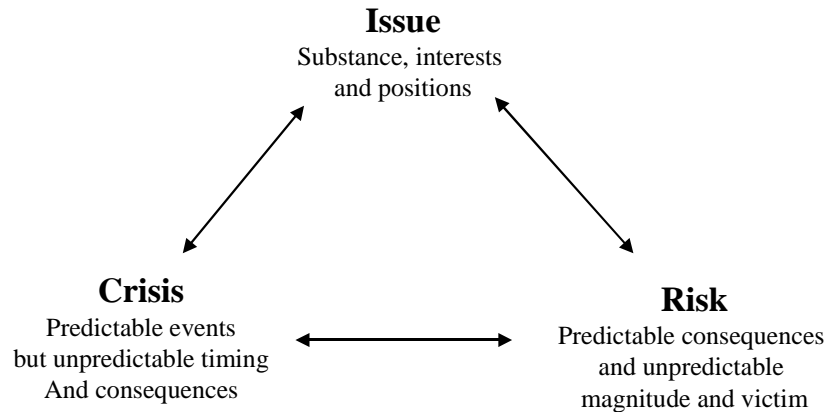 Issue
Substance, interests
and positions
Crisis
Predictable events
but unpredictable timing
And consequences
Risk
Predictable consequences
and unpredictable
magnitude and victim